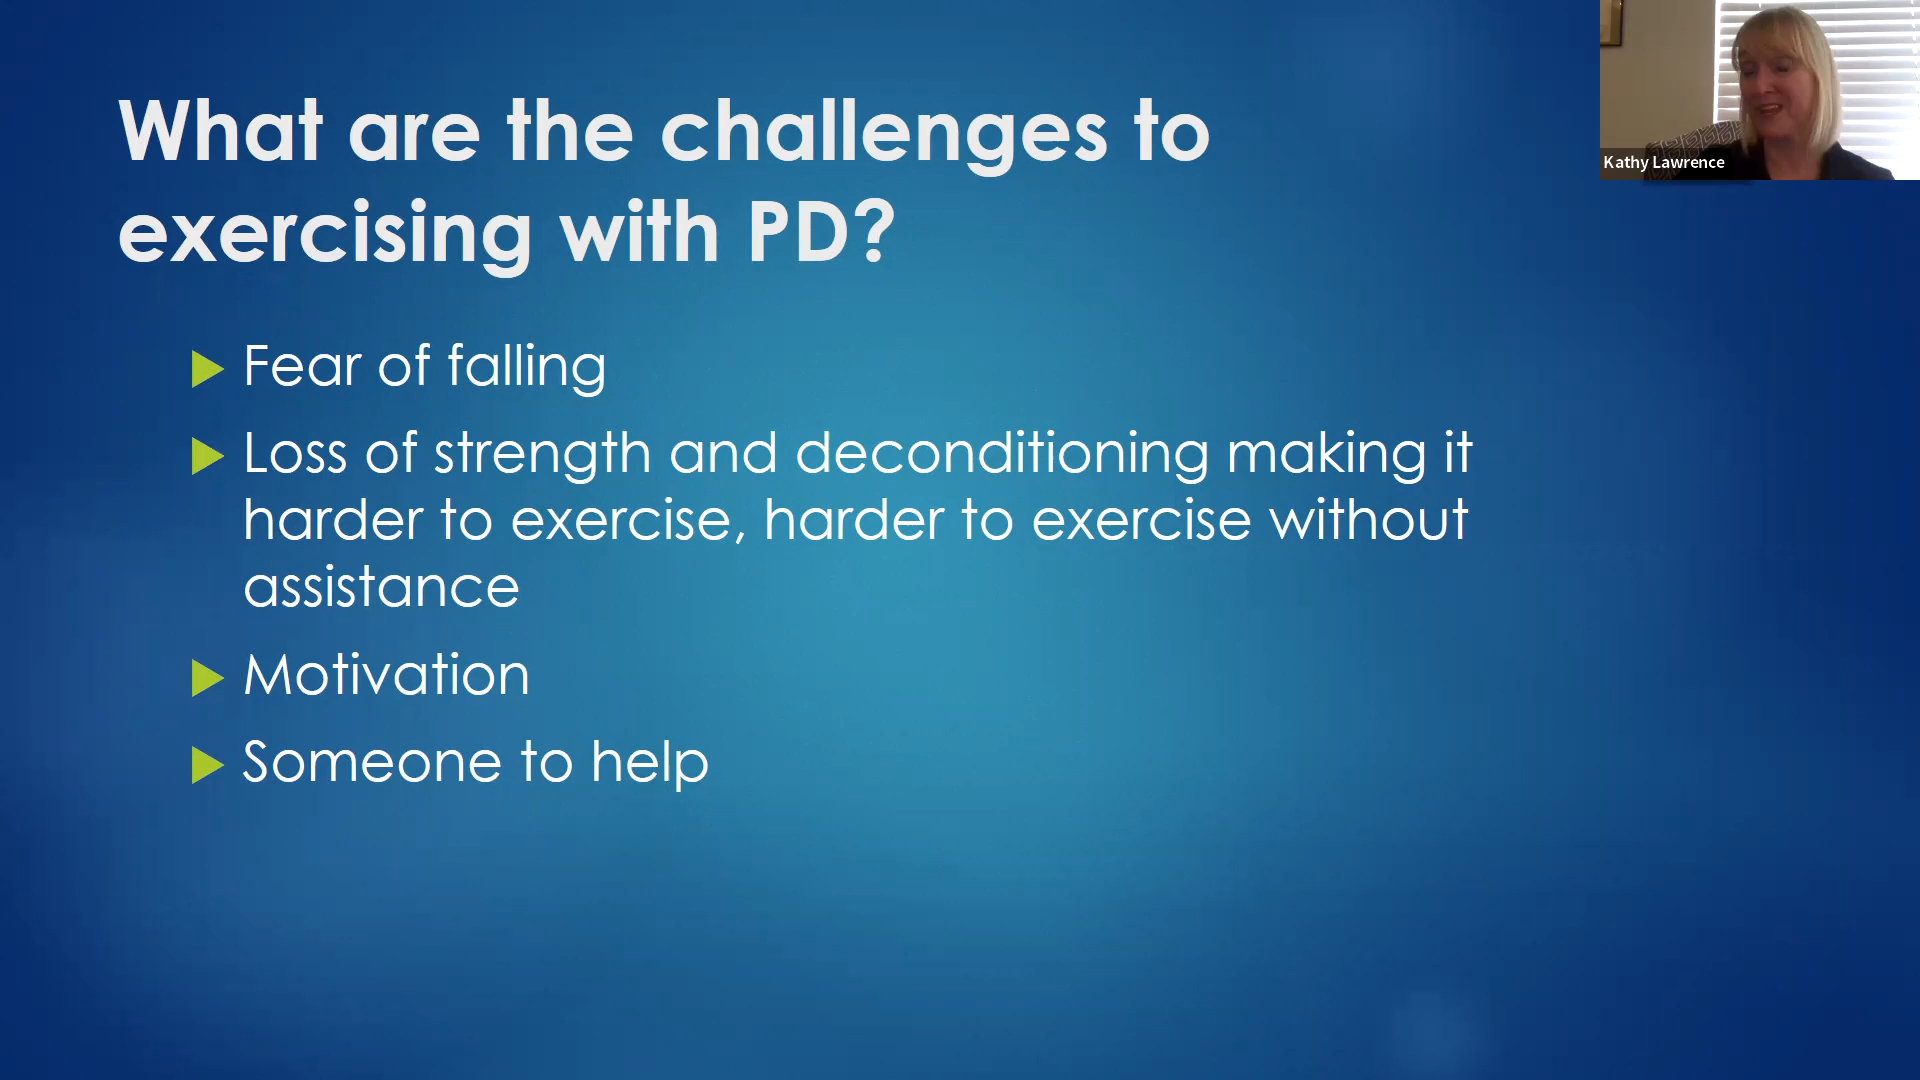 What are the challenges to
exercising with PD?
Fear of falling
Loss of strength and deconditioning making it
harder to exercise, harder to exercise without
assistance
Motivation
Someone to help
Kathy Lawrence